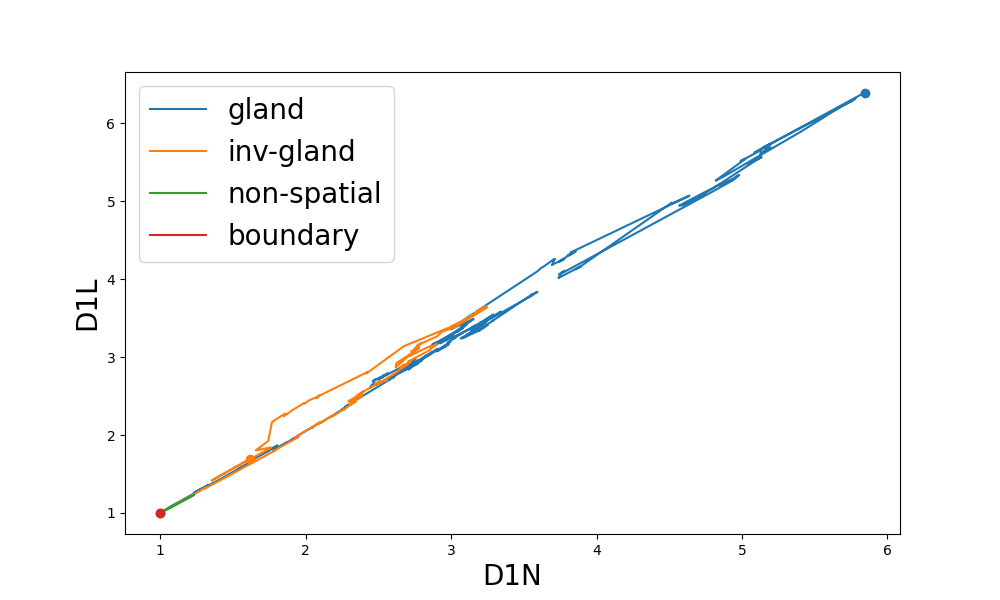 gland
inv-gland
non-spatial
boundary
6
5
4
3
2
1
D1L
1 2 3 4 5 6
D1N